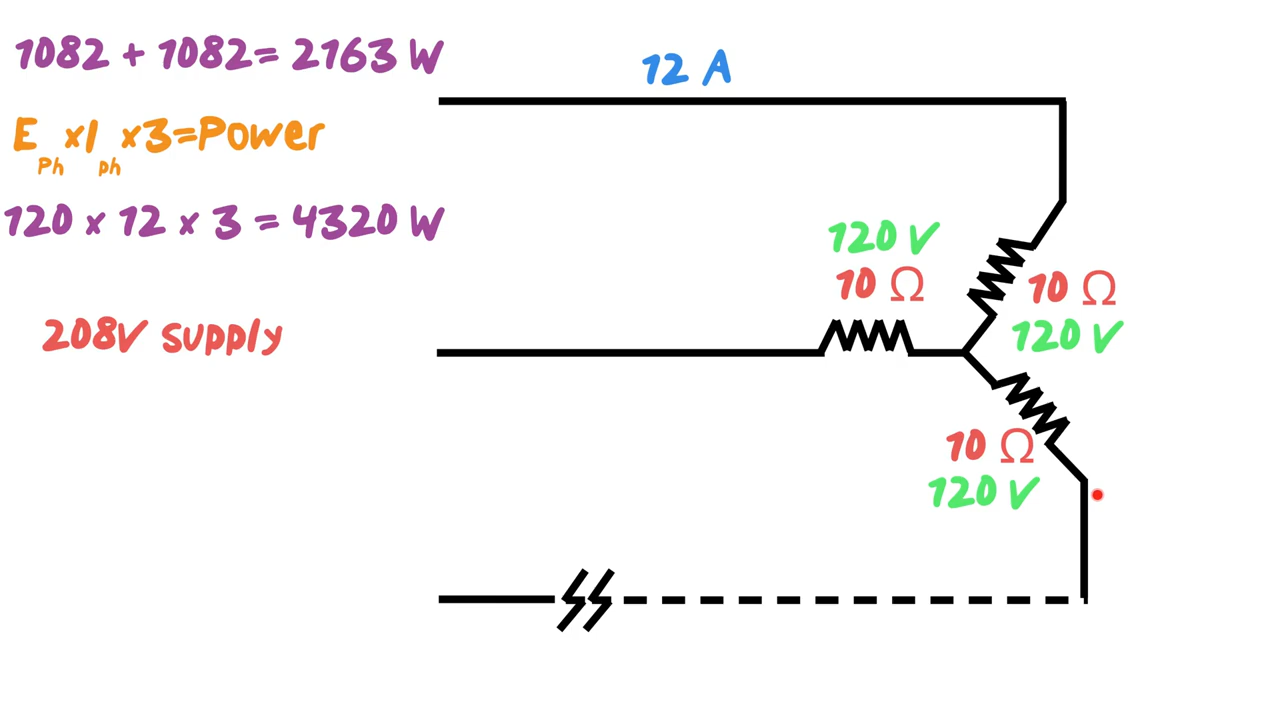 1082 + 1082= 2163 W
12 A
E Ph x I ph x3=Power
120 x 12 x 3 = 4320 W
120 V
10 Ω
10 Ω
120 V
208V supply
10 Ω
120 V